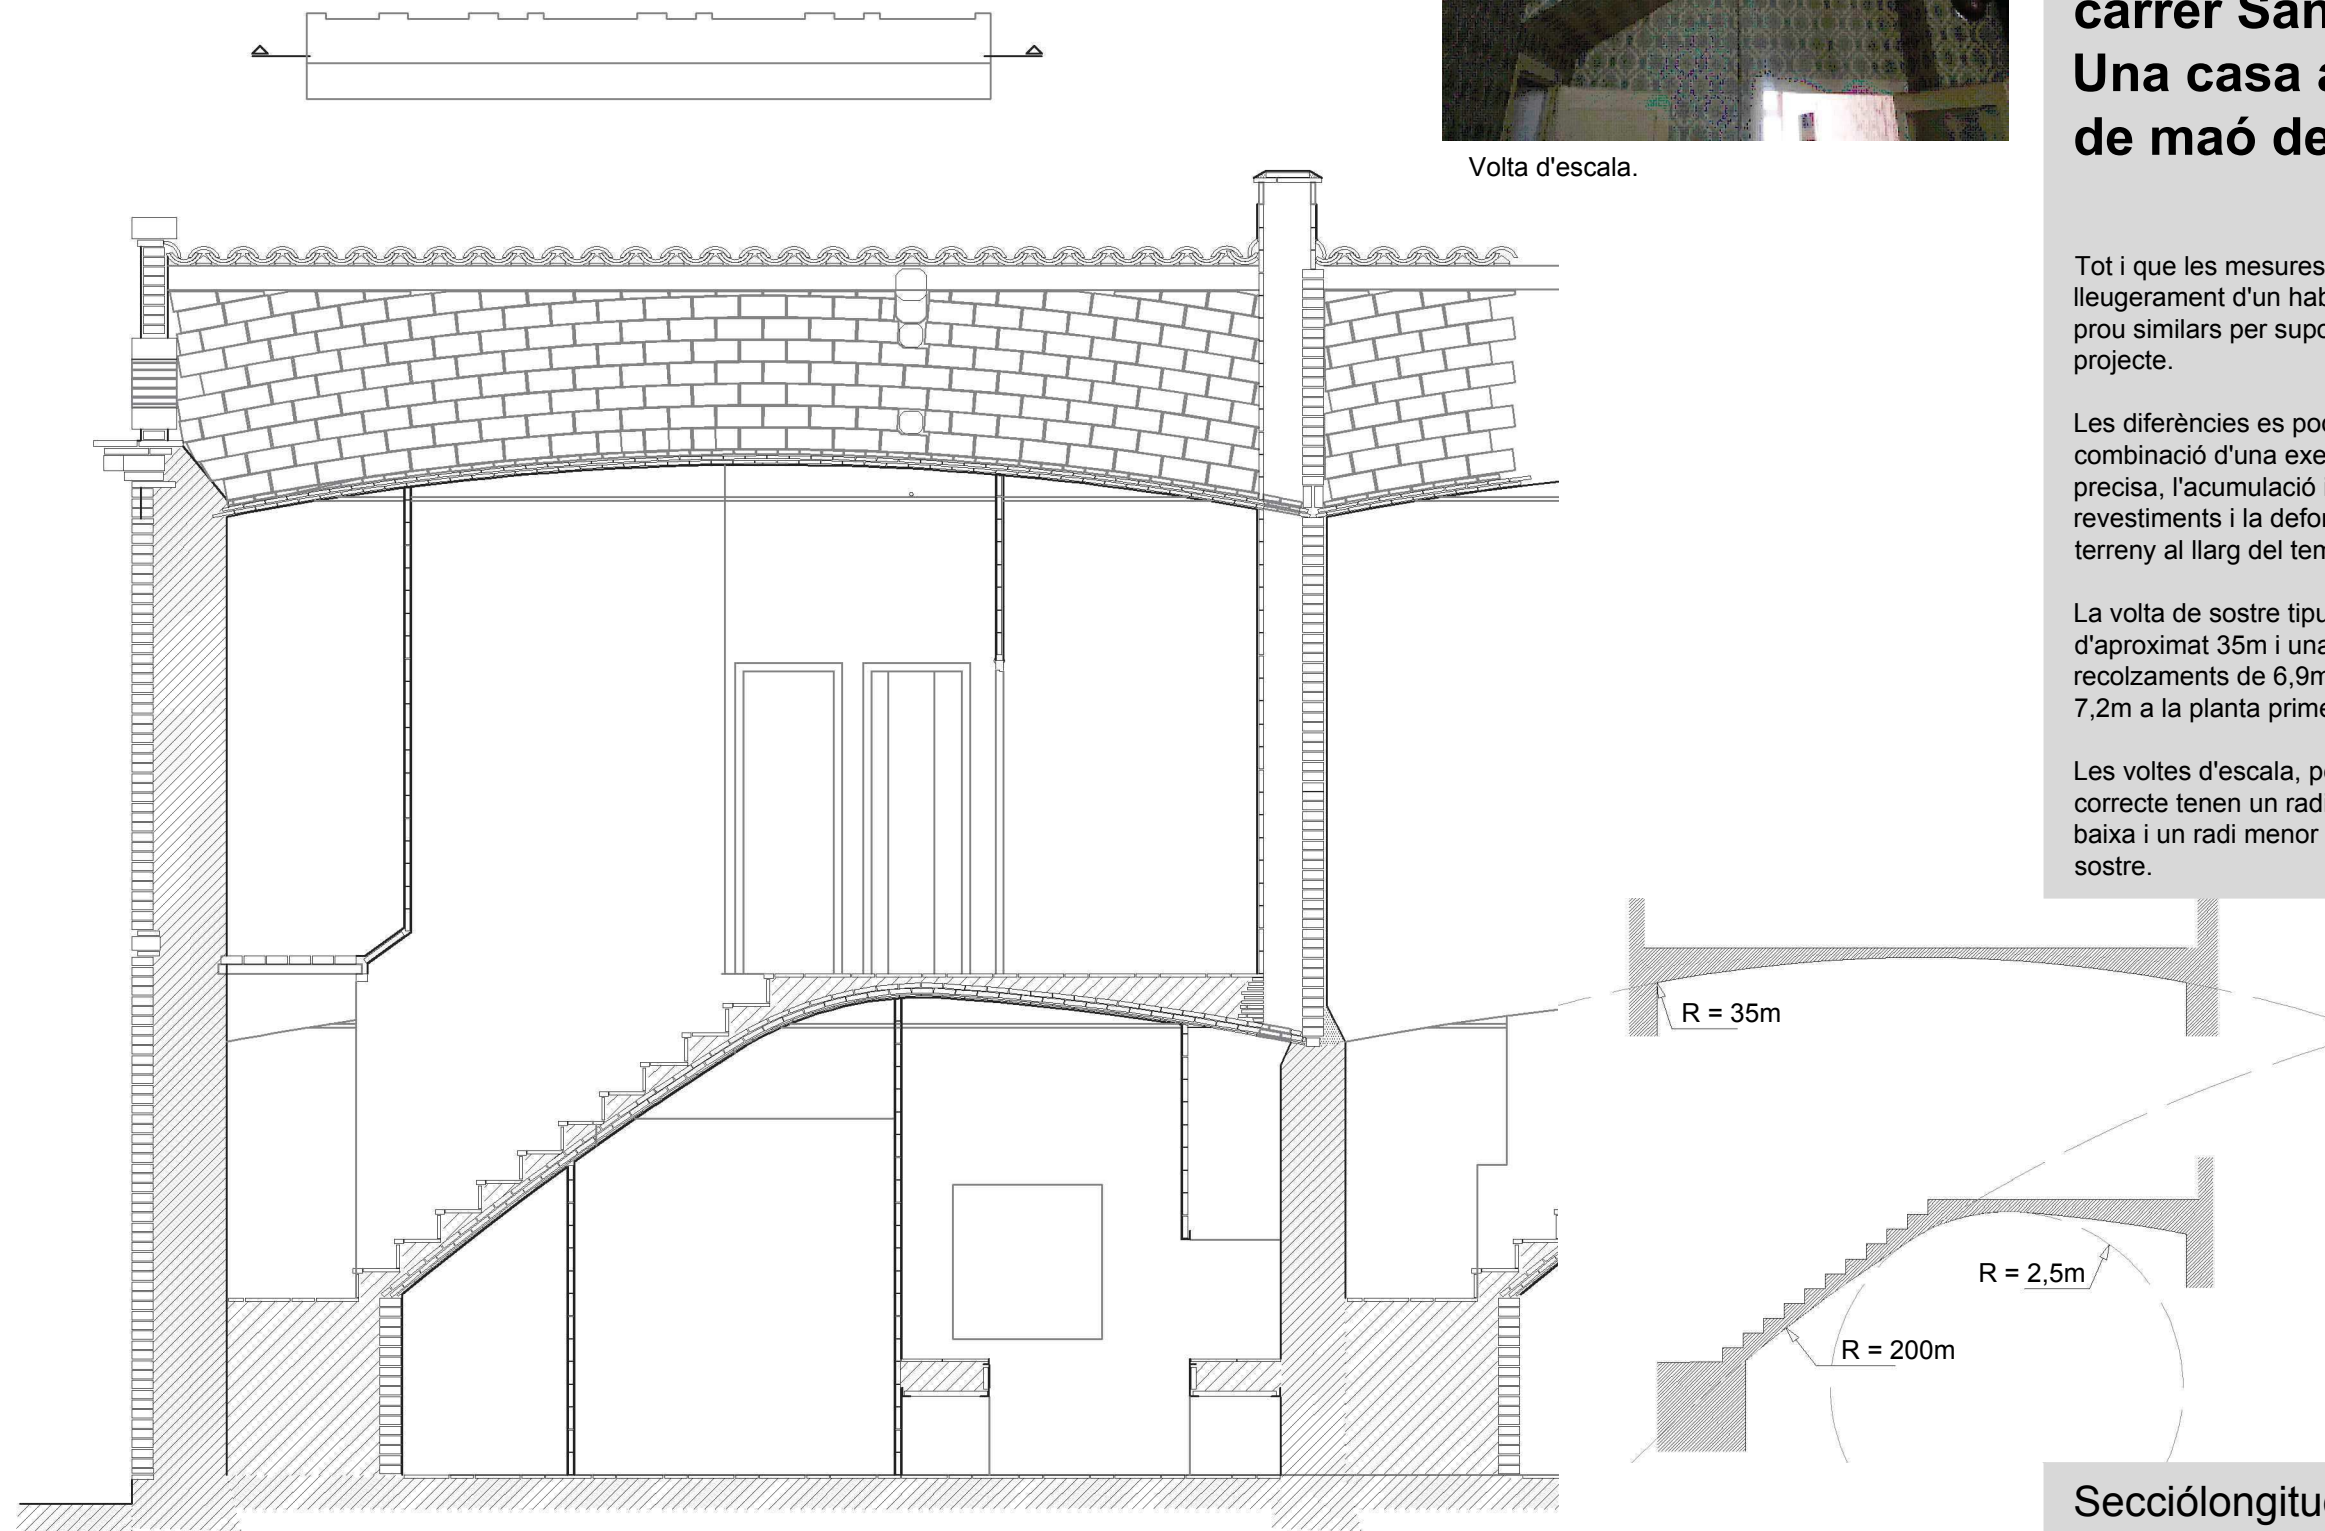 carrer San
Una casa a
de maó de
Volta d'escala.
Tot i que les mesures
lleugerament d'un hab
prou similars per supo
projecte.
Les diferències es pod
combinació d'una exe
precisa, l'acumulació
revestiments i la defor
terreny al llarg del tem
La volta de sostre tipu
d'aproximat 35m i una
recolzaments de 6,9m
7,2m a la planta prime
Les voltes d'escala, pe
correcte tenen un radi
baixa i un radi menor
sostre.
R = 35m
R = 2,5m
R = 200m
Secciólongitud